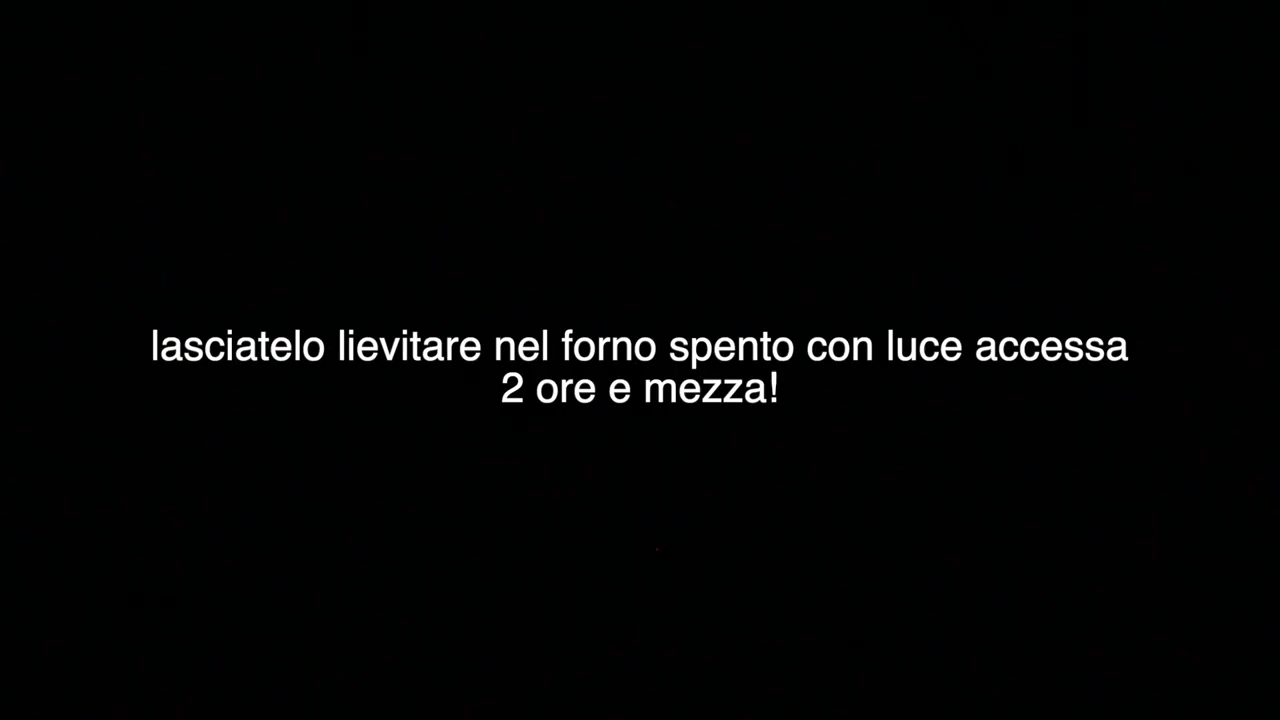 lasciatelo lievitare nel forno spento con luce accessa
2 ore e mezza!